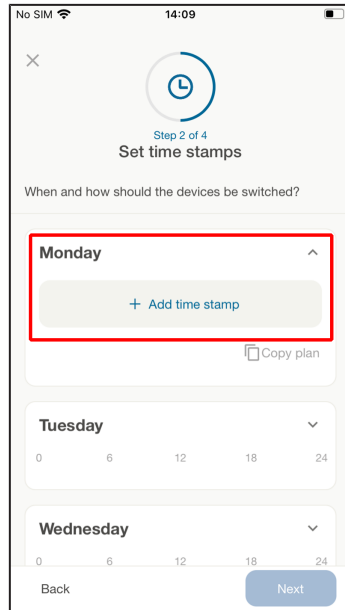 No SIM 14:09
Step 2 of 4
Set time stamps
When and how should the devices be switched?
Monday
+ Add time stamp
Copy plan
Tuesday
0 6 12 18 24
Wednesday
0 6 12 18 24
Back Next